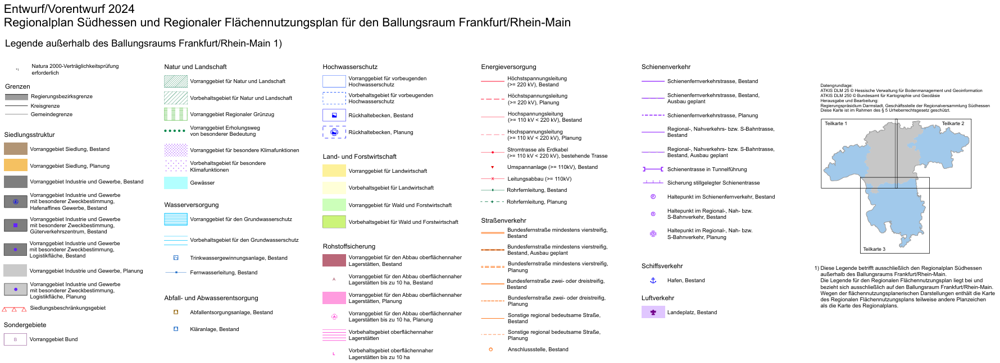 Entwurf/Vorentwurf 2024
Regionalplan Südhessen und Regionaler Flächennutzungsplan für den Ballungsraum Frankfurt/Rhein-Main
Legende außerhalb des Ballungsraums Frankfurt/Rhein-Main 1)
Natura 2000-Verträglichkeitsprüfung
erforderlich
Grenzen
Regierungsbezirksgrenze
Kreisgrenze
Gemeindegrenze
Siedlungsstruktur
Vorranggebiet Siedlung, Bestand
Vorranggebiet Siedlung, Planung
Vorranggebiet Industrie und Gewerbe, Bestand
Vorranggebiet Industrie und Gewerbe
mit besonderer Zweckbestimmung,
Hafenaffines Gewerbe, Bestand
Vorranggebiet Industrie und Gewerbe
mit besonderer Zweckbestimmung,
Güterverkehrszentrum, Bestand
Vorranggebiet Industrie und Gewerbe
mit besonderer Zweckbestimmung,
Logistikfläche, Bestand
Vorranggebiet Industrie und Gewerbe, Planung
Vorranggebiet Industrie und Gewerbe
mit besonderer Zweckbestimmung,
Logistikfläche, Planung
Siedlungsbeschränkungsgebiet
Sondergebiete
B Vorranggebiet Bund
Natur und Landschaft
Vorranggebiet für Natur und Landschaft
Vorbehaltsgebiet für Natur und Landschaft
Vorranggebiet Regionaler Grünzug
Vorranggebiet Erholungsweg
von besonderer Bedeutung
Vorranggebiet für besondere Klimafunktionen
Vorbehaltsgebiet für besondere
Klimafunktionen
Gewässer
Wasserversorgung
Vorranggebiet für den Grundwasserschutz
Vorbehaltsgebiet für den Grundwasserschutz
Trinkwassergewinnungsanlage, Bestand
Fernwasserleitung, Bestand
Abfall- und Abwasserentsorgung
Abfallentsorgungsanlage, Bestand
Kläranlage, Bestand
Hochwasserschutz
Vorranggebiet für vorbeugenden
Hochwasserschutz
Vorbehaltsgebiet für vorbeugenden
Hochwasserschutz
Rückhaltebecken, Bestand
Rückhaltebecken, Planung
Land- und Forstwirtschaft
Vorranggebiet für Landwirtschaft
Vorbehaltsgebiet für Landwirtschaft
Vorranggebiet für Wald und Forstwirtschaft
Vorbehaltsgebiet für Wald und Forstwirtschaft
Rohstoffsicherung
Vorranggebiet für den Abbau oberflächennaher
Lagerstätten, Bestand
A Vorranggebiet für den Abbau oberflächennaher
Lagerstätten bis zu 10 ha, Bestand
Vorranggebiet für den Abbau oberflächennaher
Lagerstätten, Planung
A Vorranggebiet für den Abbau oberflächennaher
Lagerstätten bis zu 10 ha, Planung
Vorbehaltsgebiet oberflächennaher
Lagerstätten
L Vorbehaltsgebiet oberflächennaher
Lagerstätten bis zu 10 ha
Energieversorgung
Höchstspannungsleitung
(>= 220 kV), Bestand
Höchstspannungsleitung
(>= 220 kV), Planung
Hochspannungsleitung
(>= 110 kV < 220 kV), Bestand
Hochspannungsleitung
(>= 110 kV < 220 kV), Planung
Stromtrasse als Erdkabel
(>= 110 kV < 220 kV), bestehende Trasse
Umspannanlage (>= 110kV), Bestand
Leitungsabbau (>= 110kV)
Rohrfernleitung, Bestand
Rohrfernleitung, Planung
Straßenverkehr
Bundesfernstraße mindestens vierstreifig,
Bestand
Bundesfernstraße mindestens vierstreifig,
Bestand, Ausbau geplant
Bundesfernstraße mindestens vierstreifig,
Planung
Bundesfernstraße zwei- oder dreistreifig,
Bestand
Bundesfernstraße zwei- oder dreistreifig,
Planung
Sonstige regional bedeutsame Straße,
Bestand
Sonstige regional bedeutsame Straße,
Planung
Anschlussstelle, Bestand
Schienenverkehr
Schienenfernverkehrstrasse, Bestand
Schienenfernverkehrstrasse, Bestand,
Ausbau geplant
Schienenfernverkehrstrasse, Planung
Regional-, Nahverkehrs- bzw. S-Bahntrasse,
Bestand
Regional-, Nahverkehrs- bzw. S-Bahntrasse,
Bestand, Ausbau geplant
Schienentrasse in Tunnelführung
Sicherung stillgelegter Schienentrasse
Haltepunkt im Schienenfernverkehr, Bestand
Haltepunkt im Regional-, Nah- bzw.
S-Bahnverkehr, Bestand
Haltepunkt im Regional-, Nah- bzw.
S-Bahnverkehr, Planung
Schiffsverkehr
Hafen, Bestand
Luftverkehr
Landeplatz, Bestand
Datengrundlage:
ATKIS DLM 25 © Hessische Verwaltung für Bodenmanagement und Geoinformation
ATKIS DLM 250 © Bundesamt für Kartographie und Geodäsie
Herausgabe und Bearbeitung:
Regierungspräsidium Darmstadt, Geschäftsstelle der Regionalversammlung Südhessen
Diese Karte ist im Rahmen des § 5 Urheberrechtsgesetz geschützt.
Teilkarte 1
Teilkarte 2
Teilkarte 3
1) Diese Legende betrifft ausschließlich den Regionalplan Südhessen
außerhalb des Ballungsraums Frankfurt/Rhein-Main.
Die Legende für den Regionalen Flächennutzungsplan liegt bei und
bezieht sich ausschließlich auf den Ballungsraum Frankfurt/Rhein-Main.
Wegen der flächennutzungsplanerischen Darstellungen enthält die Karte
des Regionalen Flächennutzungsplans teilweise andere Planzeichen
als die Karte des Regionalplans.